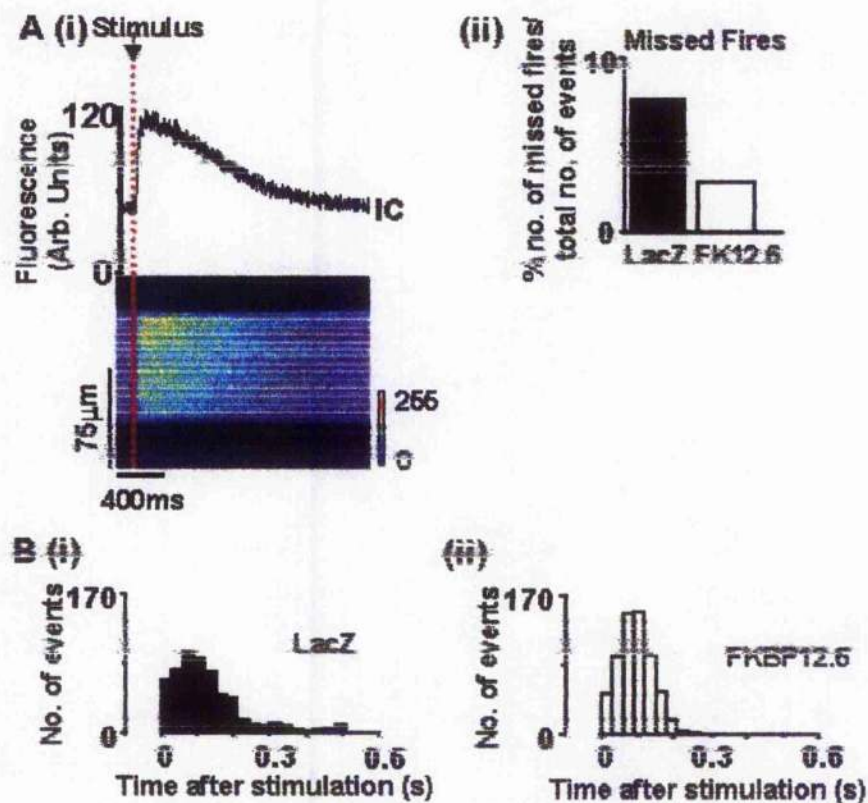 A (i) Stimulus
120
Fluorescence
(Arb. Units)
0
IC
75µm
255
0
400ms
(ii) Missed Fires
10
% no. of missed fires/
total no. of events
0
LacZ FK12.6
B (i)
170
No. of events
0
LacZ
0 0.3 0.6
Time after stimulation (s)
(ii)
170
No. of events
0
FKBP12.6
0 0.3 0.6
Time after stimulation (s)